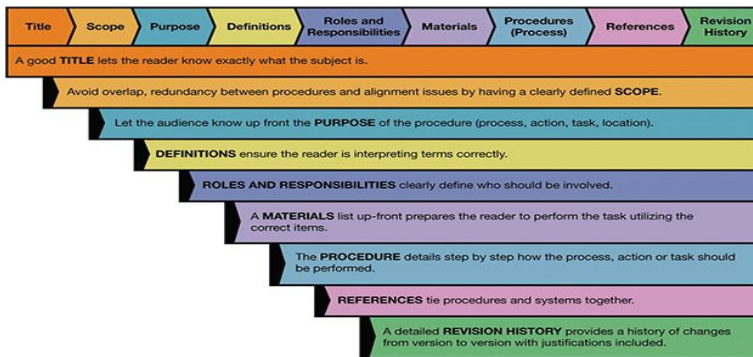 Title Scope Purpose Definitions Roles and Responsibilities Materials Procedures (Process) References Revision History
A good TITLE lets the reader know exactly what the subject is.
Avoid overlap, redundancy between procedures and alignment issues by having a clearly defined SCOPE.
Let the audience know up front the PURPOSE of the procedure (process, action, task, location).
DEFINITIONS ensure the reader is interpreting terms correctly.
ROLES AND RESPONSIBILITIES clearly define who should be involved.
A MATERIALS list up-front prepares the reader to perform the task utilizing the
correct items.
The PROCEDURE details step by step how the process, action or task should
be performed.
REFERENCES tie procedures and systems together.
A detailed REVISION HISTORY provides a history of changes
from version to version with justifications included.